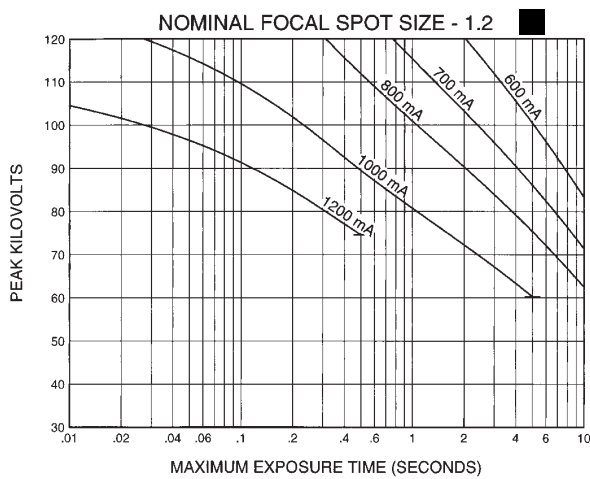 NOMINAL FOCAL SPOT SIZE - 1.2
120
110
100
90
80
70
60
50
40
30
PEAK KILOVOLTS
600 mA
700 mA
800 mA
1000 mA
1200 mA
.01 .02 .04 .06 .1 .2 .4 .6 1 2 4 6 10
MAXIMUM EXPOSURE TIME (SECONDS)